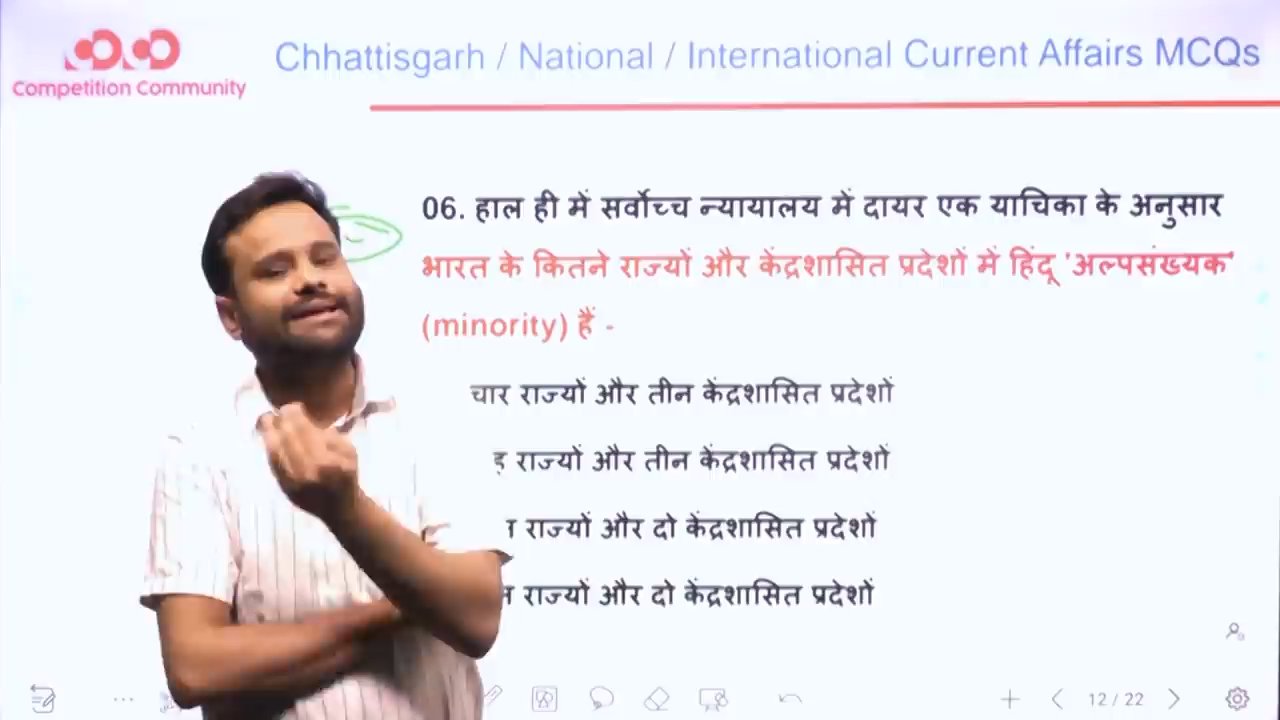 Competition Community
Chhattisgarh / National / International Current Affairs MCQs
06. हाल ही में सर्वोच्च न्यायालय में दायर एक याचिका के अनुसार
भारत के कितने राज्यों और केंद्रशासित प्रदेशों में हिंदू 'अल्पसंख्यक'
(minority) हैं -
चार राज्यों और तीन केंद्रशासित प्रदेशों
राज्यों और तीन केंद्रशासित प्रदेशों
राज्यों और दो केंद्रशासित प्रदेशों
राज्यों और दो केंद्रशासित प्रदेशों
12 / 22